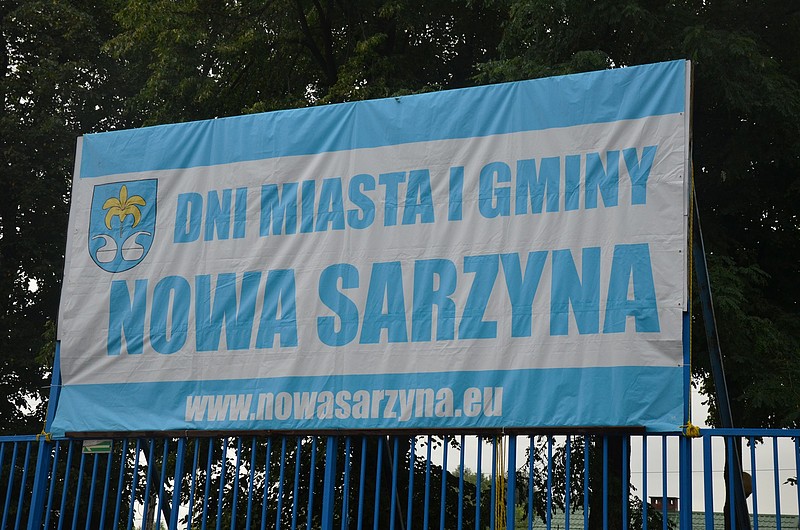 DNI MIASTA I GMINY
NOWA SARZYNA
www.nowasarzyna.eu